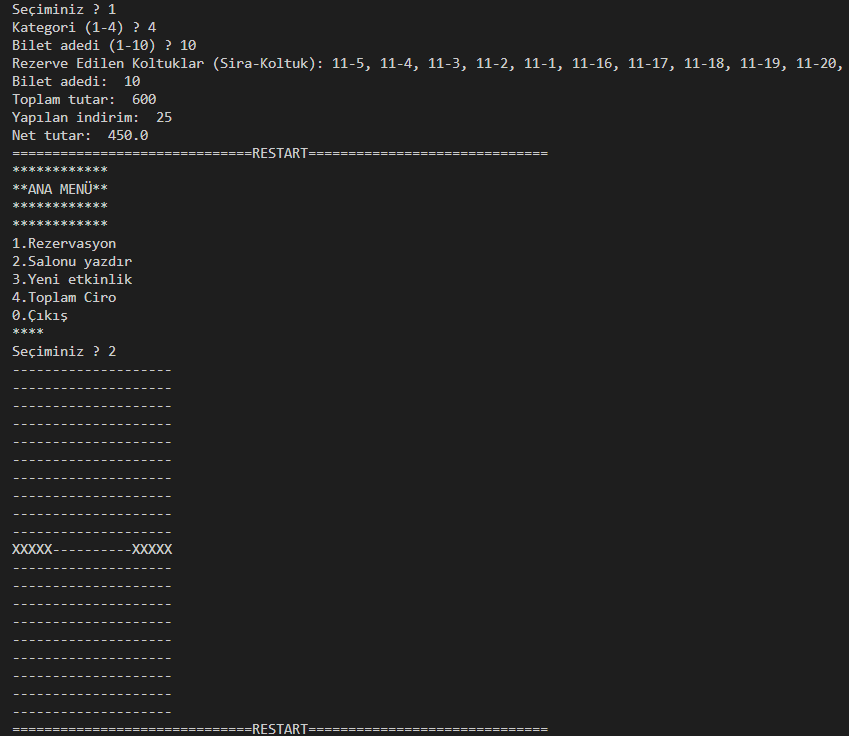 Seçiminiz ? 1
Kategori (1-4) ? 4
Bilet adedi (1-10) ? 10
Rezerve Edilen Koltuklar (Sira-Koltuk): 11-5, 11-4, 11-3, 11-2, 11-1, 11-16, 11-17, 11-18, 11-19, 11-20,
Bilet adedi:  10
Toplam tutar:  600
Yapılan indirim:  25
Net tutar:  450.0
==============================RESTART==============================
************
**ANA MENÜ**
************
************
1.Rezervasyon
2.Salonu yazdır
3.Yeni etkinlik
4.Toplam Ciro
0.Çıkış
****
Seçiminiz ? 2
--------------------
--------------------
--------------------
--------------------
--------------------
--------------------
--------------------
--------------------
--------------------
--------------------
XXXXX----------XXXXX
--------------------
--------------------
--------------------
--------------------
--------------------
--------------------
--------------------
--------------------
--------------------
==============================RESTART==============================